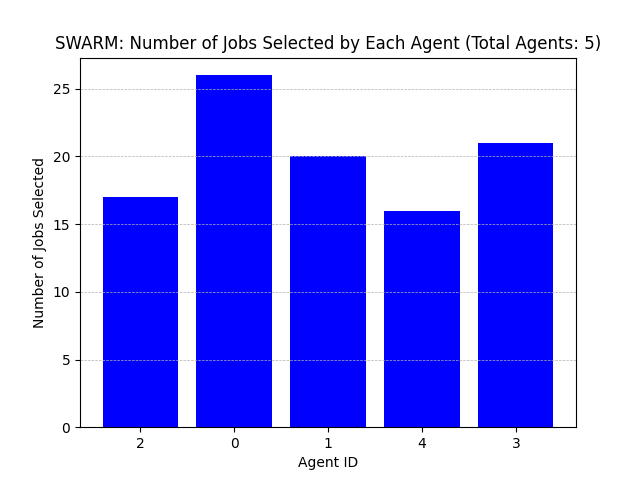 SWARM: Number of Jobs Selected by Each Agent (Total Agents: 5)
25
20
15
10
5
0
Number of Jobs Selected
2 0 1 4 3
Agent ID